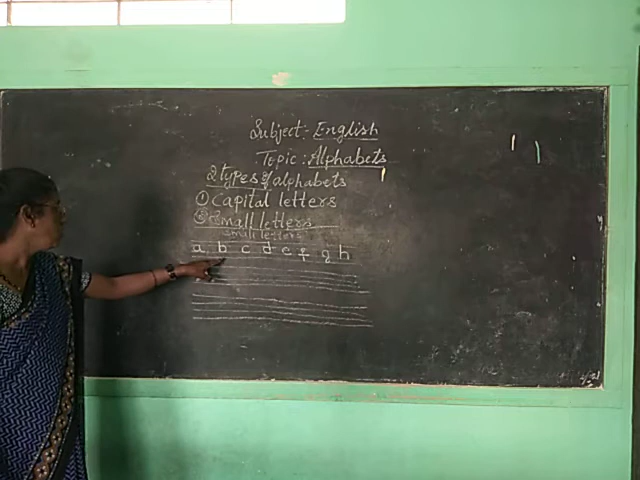 Subject: English
Topic: Alphabets
2 types of alphabets
① Capital letters
② Small letters
small letters
a b c d e f g h